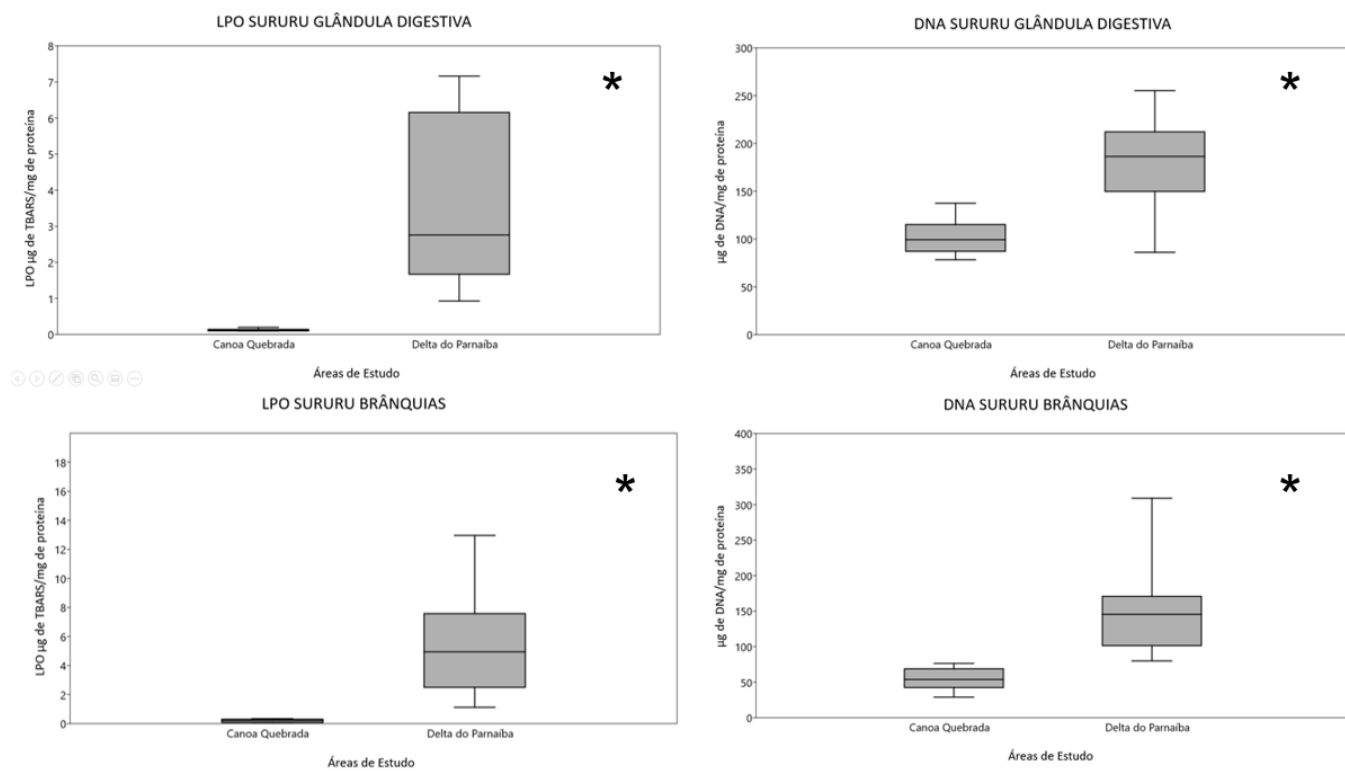 LPO SURURU GLÂNDULA DIGESTIVA
8
7
6
5
4
3
2
1
0
LPO µg de TBARS/mg de proteína
*
Canoa Quebrada Delta do Parnaíba
Áreas de Estudo
DNA SURURU GLÂNDULA DIGESTIVA
300
250
200
150
100
50
0
µg de DNA/mg de proteína
*
Canoa Quebrada Delta do Parnaíba
Áreas de Estudo
LPO SURURU BRÂNQUIAS
18
16
14
12
10
8
6
4
2
0
LPO µg de TBARS/mg de proteína
*
Canoa Quebrada Delta do Parnaíba
Áreas de Estudo
DNA SURURU BRÂNQUIAS
400
350
300
250
200
150
100
50
0
µg de DNA/mg de proteína
*
Canoa Quebrada Delta do Parnaíba
Áreas de Estudo